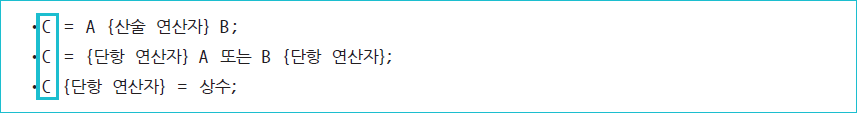 · C = A {산술 연산자} B;
· C = {단항 연산자} A 또는 B {단항 연산자};
· C {단항 연산자} = 상수;